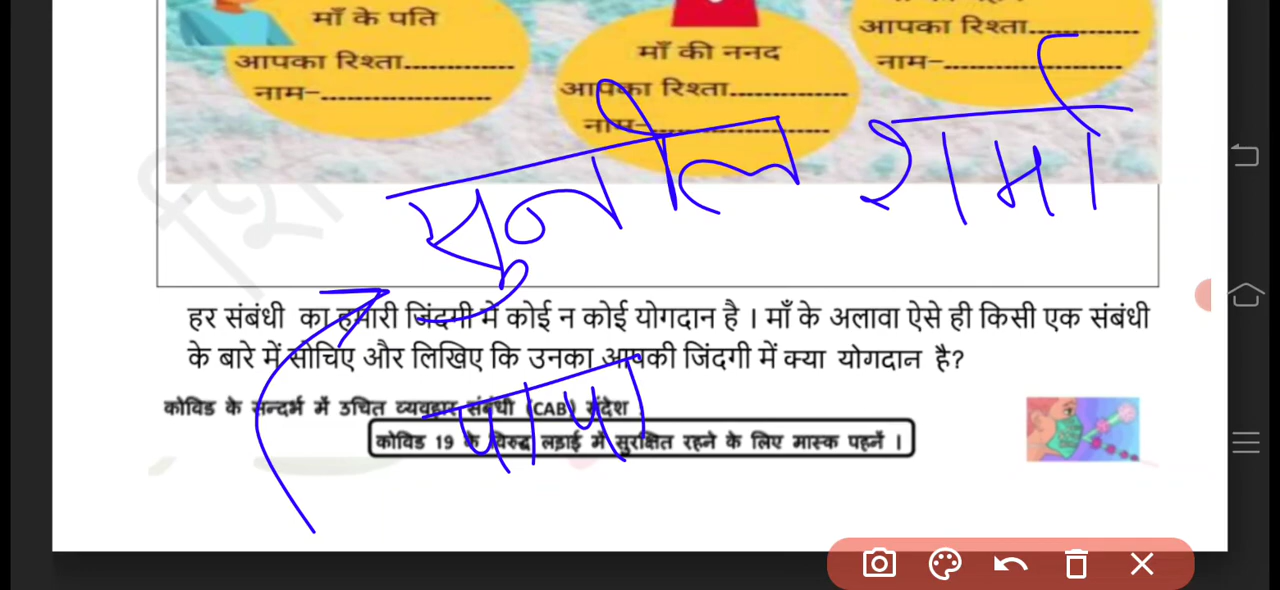 माँ के पति
आपका रिश्ता..............
नाम-......................
माँ की ननद
आपका रिश्ता..............
नाम-......................
आपका रिश्ता.............
नाम-......................
सुनील शर्मा
शि
हर संबंधी का हमारी जिंदगी में कोई न कोई योगदान है । माँ के अलावा ऐसे ही किसी एक संबंधी
के बारे में सोचिए और लिखिए कि उनका आपकी जिंदगी में क्या योगदान है?
पापा
कोविड के सन्दर्भ में उचित व्यवहार संबंधी (CAB) संदेश
कोविड 19 के विरुद्ध लड़ाई में सुरक्षित रहने के लिए मास्क पहनें ।